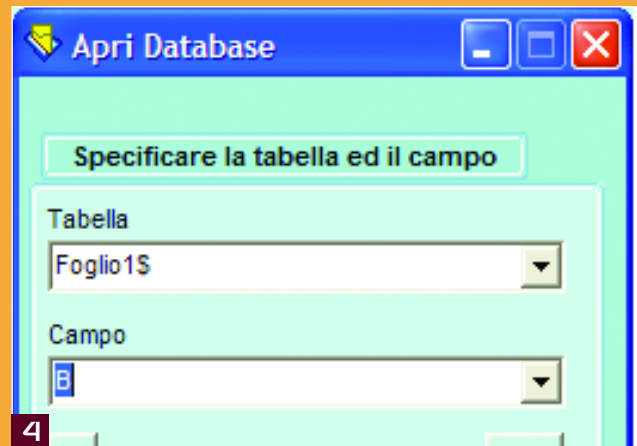 Apri Database
Specificare la tabella ed il campo
Tabella
Foglio1$
Campo
B
4